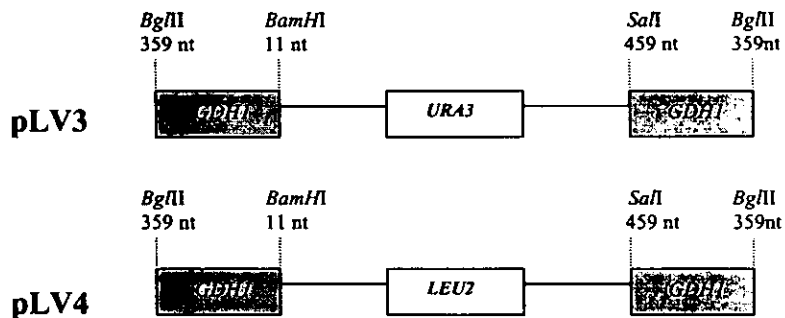 BglII BamHI SalI BglII
359 nt 11 nt 459 nt 359nt
pLV3 GDH1 URA3 GDH1
BglII BamHI SalI BglII
359 nt 11 nt 459 nt 359nt
pLV4 GDH1 LEU2 GDH1